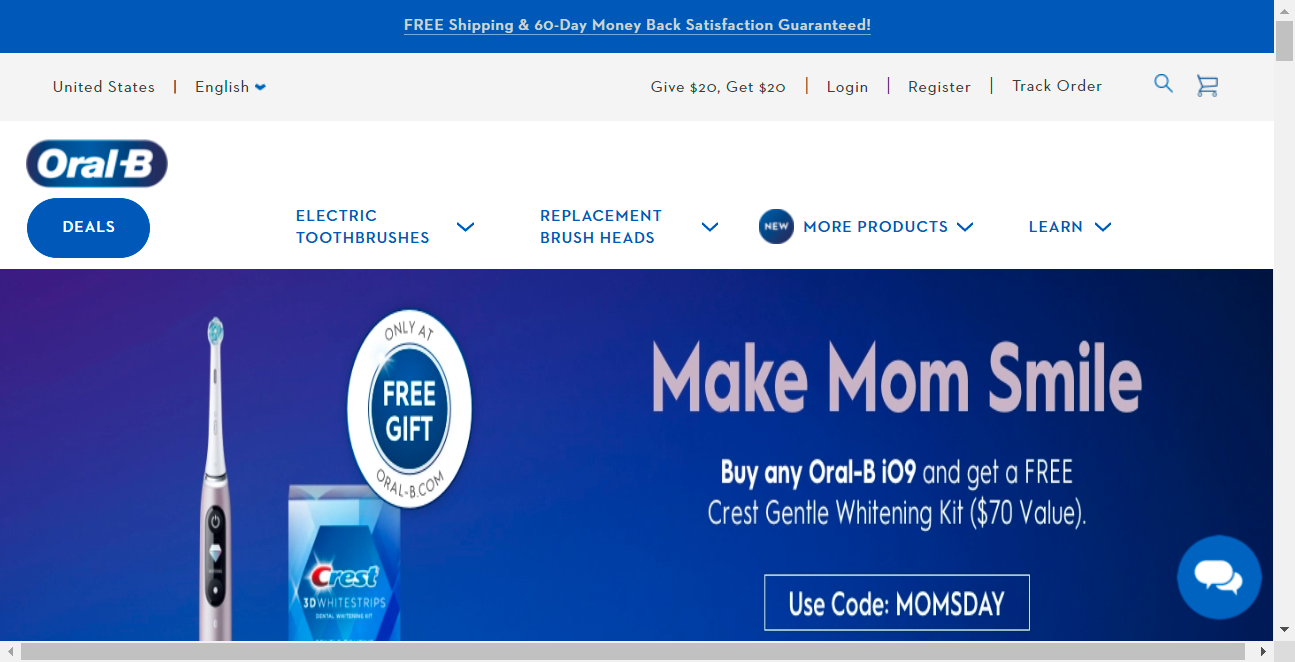 FREE Shipping & 60-Day Money Back Satisfaction Guaranteed!
United States | English
Give $20, Get $20 | Login | Register | Track Order
Oral-B
DEALS
ELECTRIC
TOOTHBRUSHES
REPLACEMENT
BRUSH HEADS
NEW MORE PRODUCTS
LEARN
ONLY AT
FREE
GIFT
ORAL-B.COM
Make Mom Smile
Buy any Oral-B iO9 and get a FREE
Crest Gentle Whitening Kit ($70 Value).
Use Code: MOMSDAY
Crest
3DWHITESTRIPS
DENTAL WHITENING KIT